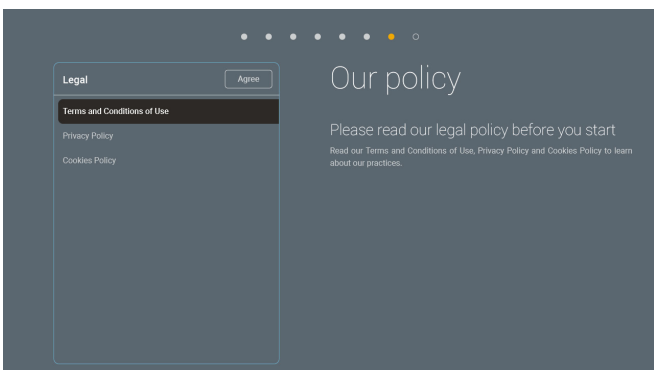 Legal
Agree
Terms and Conditions of Use
Privacy Policy
Cookies Policy
Our policy
Please read our legal policy before you start
Read our Terms and Conditions of Use, Privacy Policy and Cookies Policy to learn
about our practices.